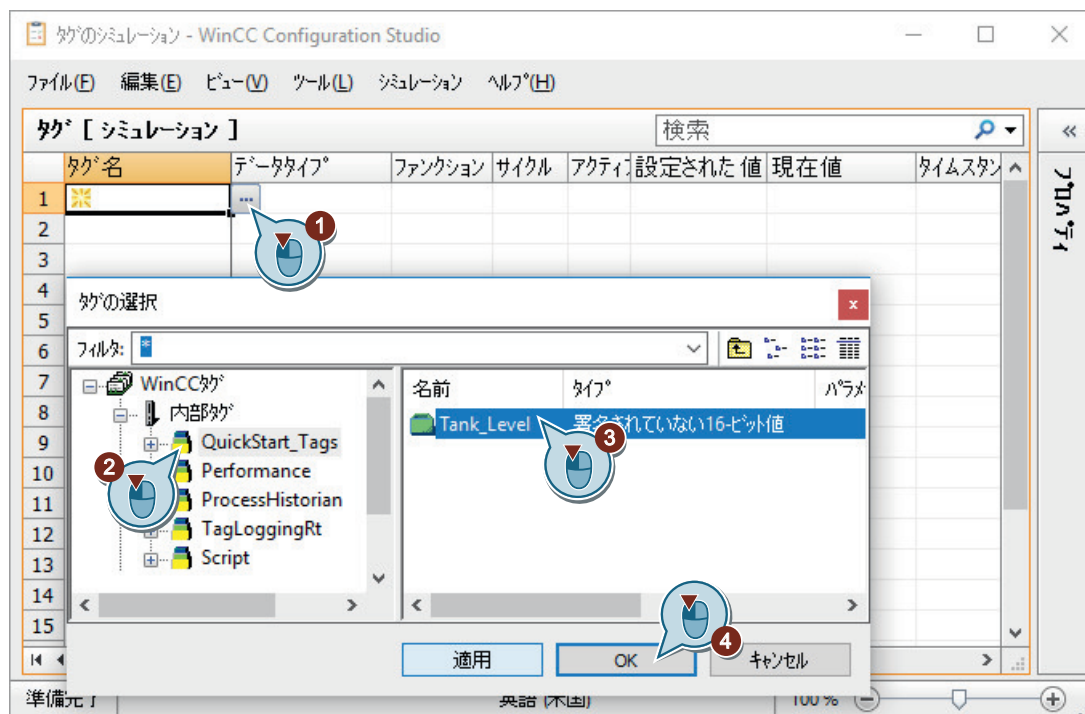 タグのシミュレーション - WinCC Configuration Studio
ファイル(F) 編集(E) ビュー(V) ツール(L) シミュレーション ヘルプ(H)
タグ [ シミュレーション ]
検索
タグ名 データタイプ ファンクション サイクル アクティブ 設定された値 現在値 タイムスタン
プロパティ
1 ...
1
2
3
4
5
6
7
8
9
10
11
12
13
14
15
タグの選択
フィルタ: *
WinCCタグ
内部タグ
QuickStart_Tags
Performance
ProcessHistorian
TagLoggingRt
Script
2
名前 タイプ パラメ
Tank_Level 署名されていない16-ビット値
3
4
適用 OK キャンセル
準備完了 英語 (米国) 100 %